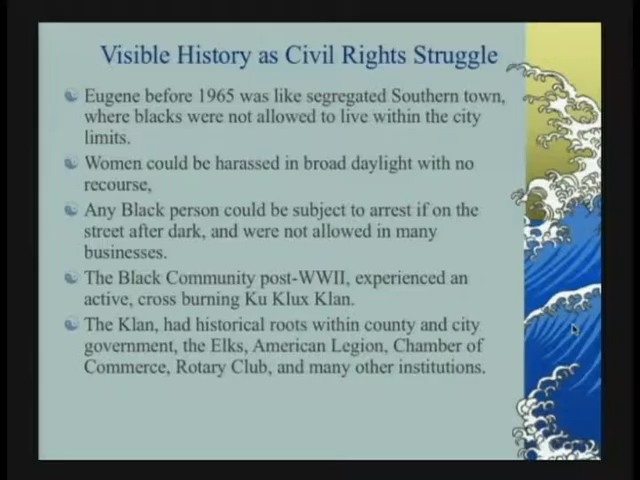 Visible History as Civil Rights Struggle
Eugene before 1965 was like segregated Southern town,
where blacks were not allowed to live within the city
limits.
Women could be harassed in broad daylight with no
recourse,
Any Black person could be subject to arrest if on the
street after dark, and were not allowed in many
businesses.
The Black Community post-WWII, experienced an
active, cross burning Ku Klux Klan.
The Klan, had historical roots within county and city
government, the Elks, American Legion, Chamber of
Commerce, Rotary Club, and many other institutions.